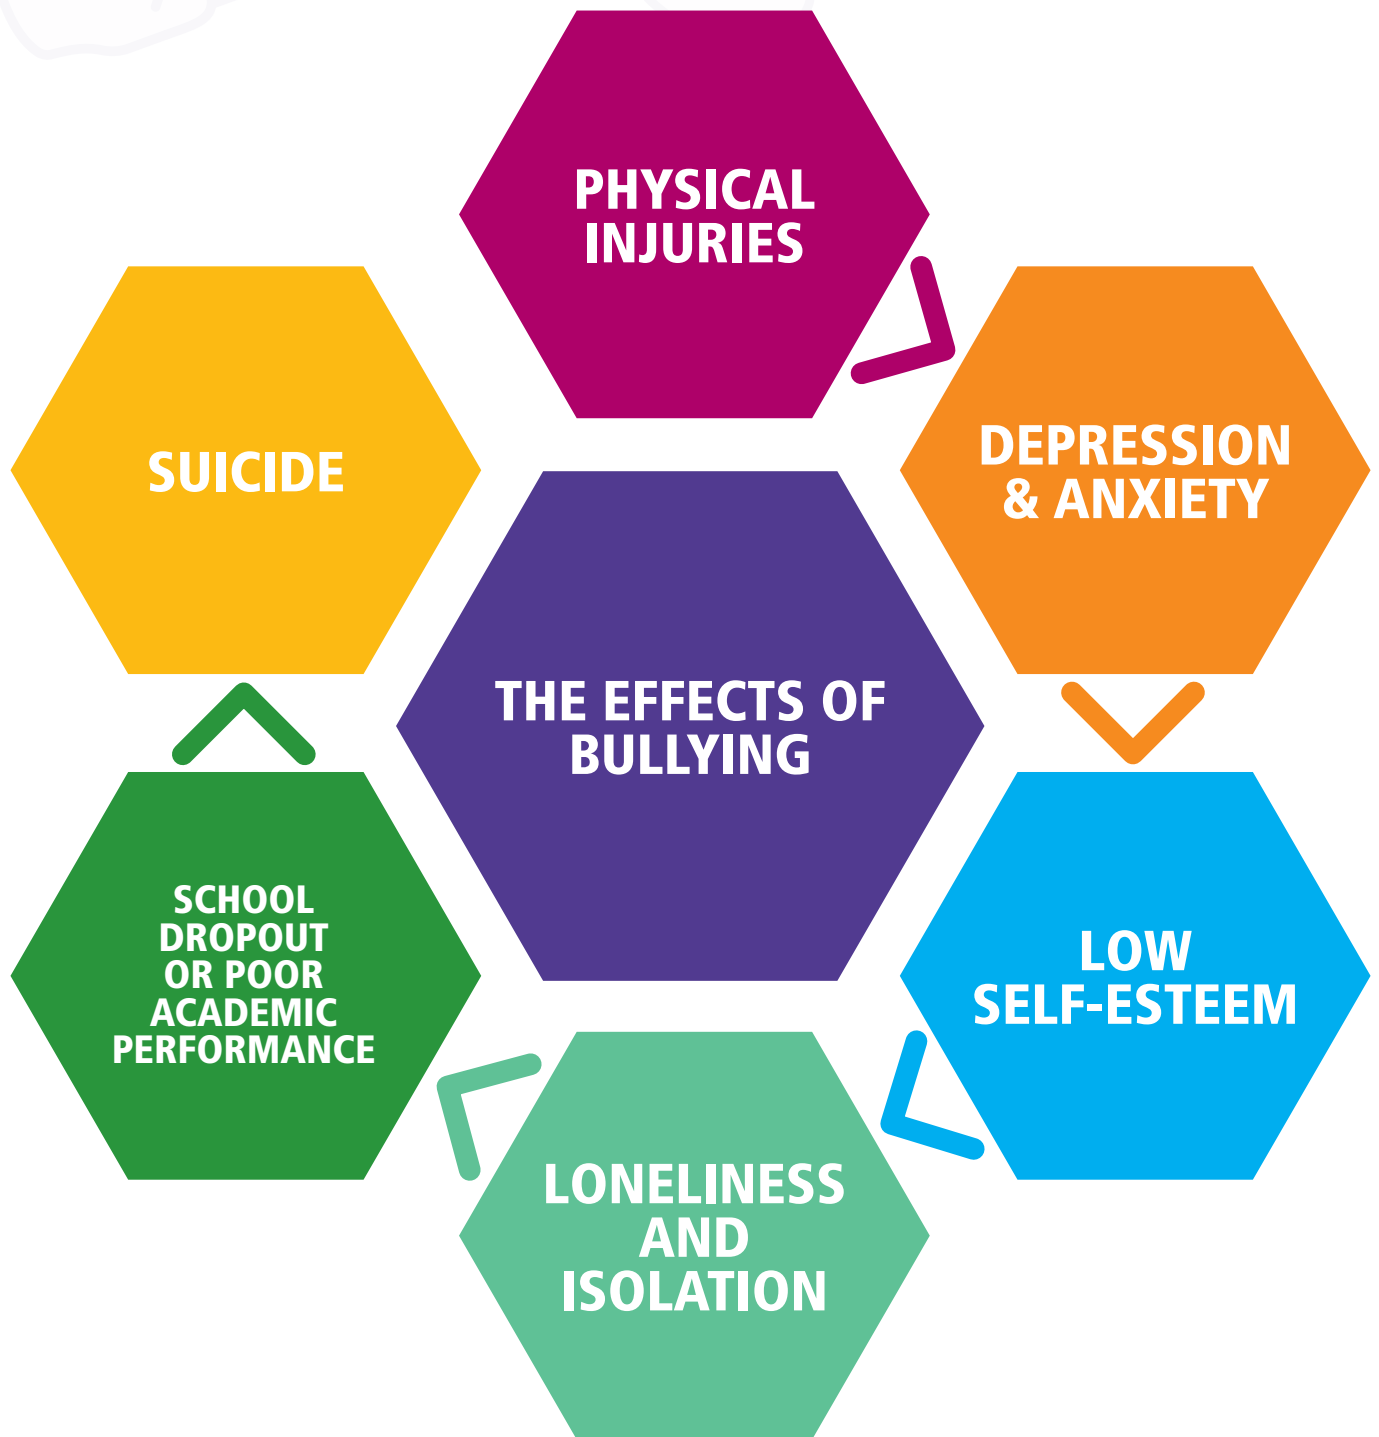 PHYSICAL
INJURIES
DEPRESSION
& ANXIETY
SUICIDE
THE EFFECTS OF
BULLYING
LOW
SELF-ESTEEM
SCHOOL
DROPOUT
OR POOR
ACADEMIC
PERFORMANCE
LONELINESS
AND
ISOLATION